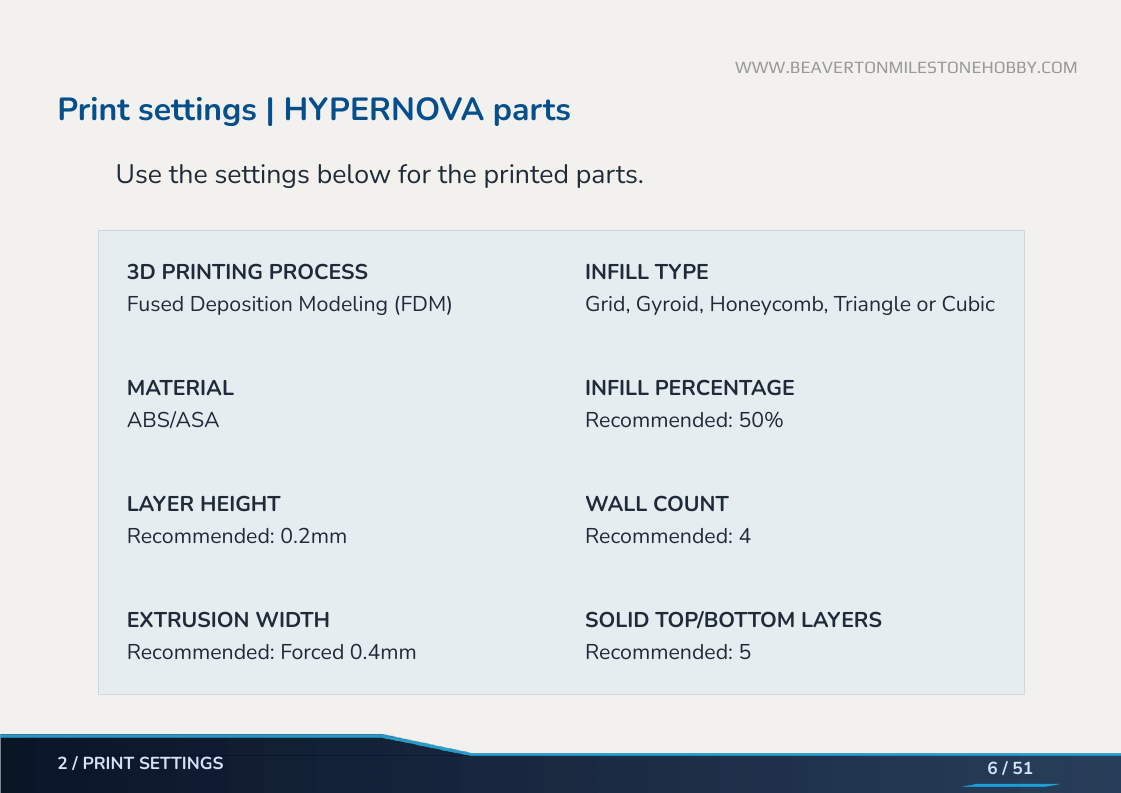 WWW.BEAVERTONMILESTONEHOBBY.COM
Print settings | HYPERNOVA parts
Use the settings below for the printed parts.
3D PRINTING PROCESS
Fused Deposition Modeling (FDM)
MATERIAL
ABS/ASA
LAYER HEIGHT
Recommended: 0.2mm
EXTRUSION WIDTH
Recommended: Forced 0.4mm
INFILL TYPE
Grid, Gyroid, Honeycomb, Triangle or Cubic
INFILL PERCENTAGE
Recommended: 50%
WALL COUNT
Recommended: 4
SOLID TOP/BOTTOM LAYERS
Recommended: 5
2 / PRINT SETTINGS
6 / 51